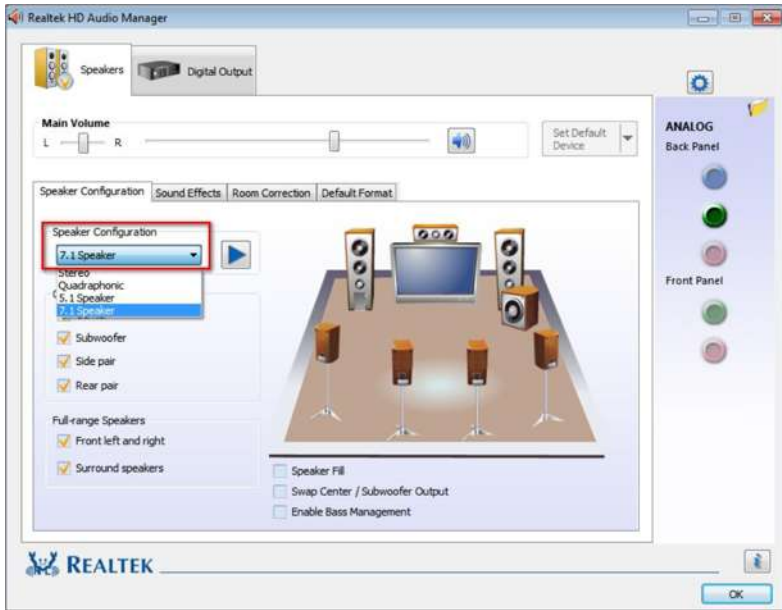 Realtek HD Audio Manager
Speakers
Digital Output
Main Volume
L R
Set Default
Device
ANALOG
Back Panel
Speaker Configuration Sound Effects Room Correction Default Format
Speaker Configuration
7.1 Speaker
Stereo
Quadraphonic
5.1 Speaker
7.1 Speaker
Subwoofer
Side pair
Rear pair
Front Panel
Full-range Speakers
Front left and right
Surround speakers
Speaker Fill
Swap Center / Subwoofer Output
Enable Bass Management
REALTEK
OK